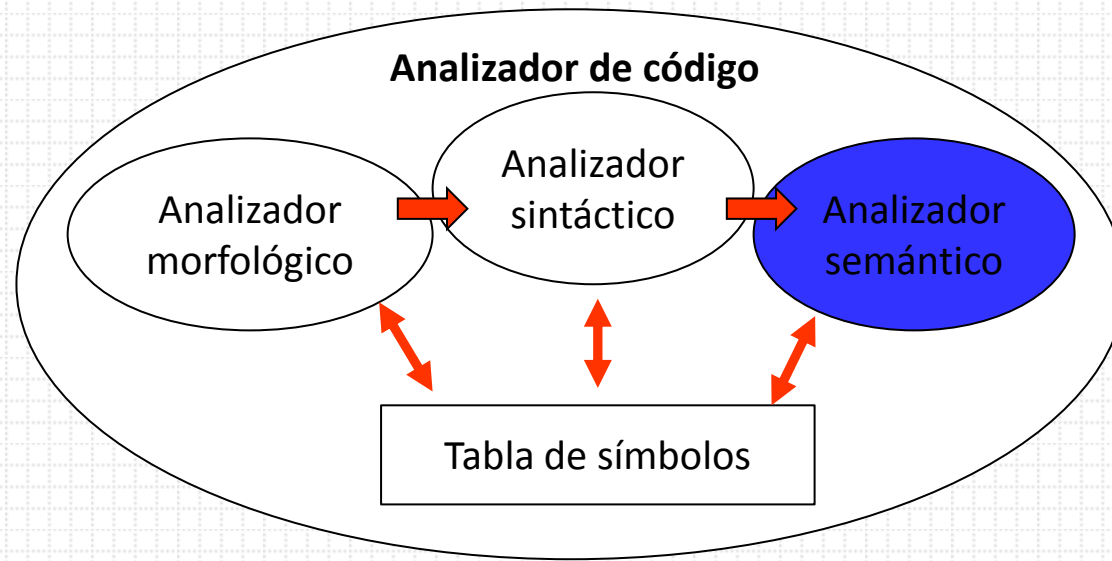 Analizador de código
Analizador
morfológico
Analizador
sintáctico
Analizador
semántico
Tabla de símbolos